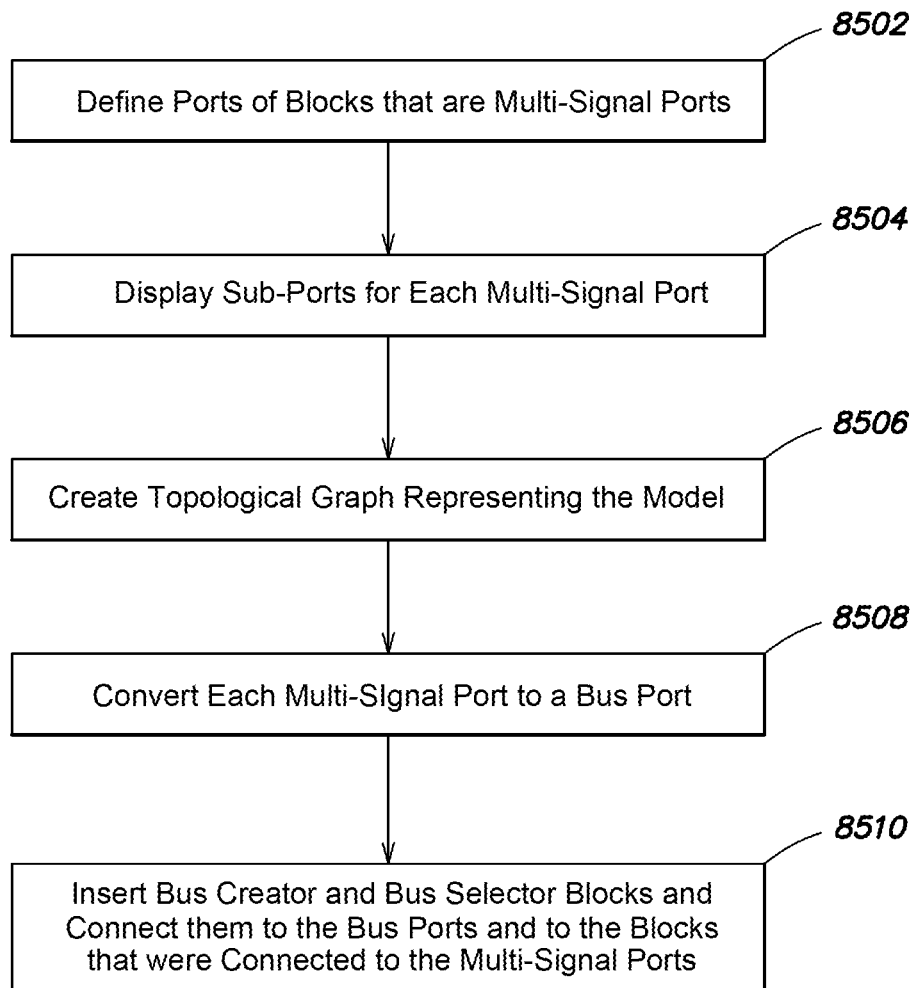 8502
Define Ports of Blocks that are Multi-Signal Ports
8504
Display Sub-Ports for Each Multi-Signal Port
8506
Create Topological Graph Representing the Model
8508
Convert Each Multi-SIgnal Port to a Bus Port
8510
Insert Bus Creator and Bus Selector Blocks and
Connect them to the Bus Ports and to the Blocks
that were Connected to the Multi-Signal Ports